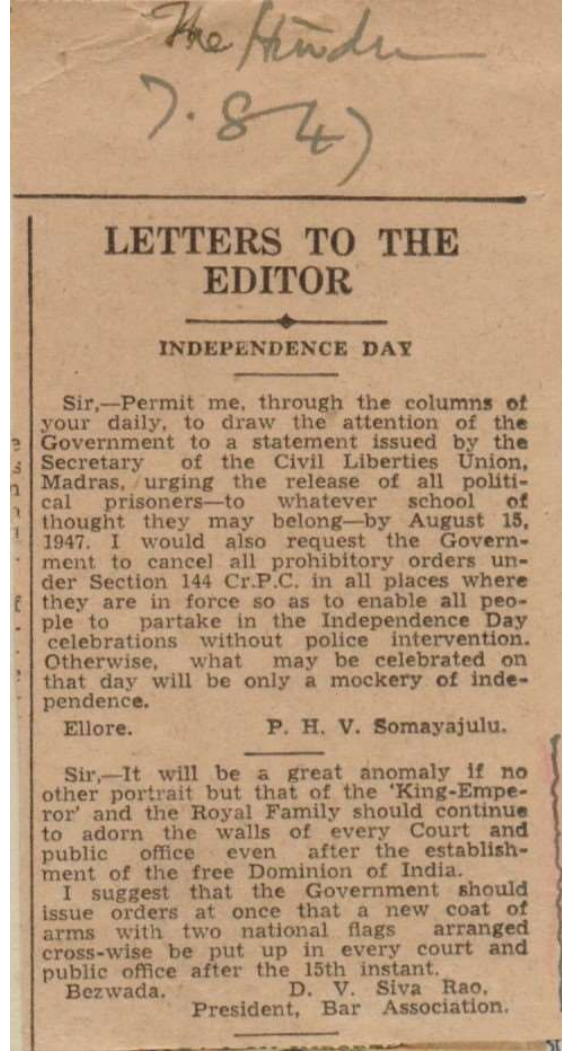 The Hindu
7.8.47
LETTERS TO THE
EDITOR
INDEPENDENCE DAY
Sir,—Permit me, through the columns of
your daily, to draw the attention of the
Government to a statement issued by the
Secretary of the Civil Liberties Union,
Madras, urging the release of all politi-
cal prisoners—to whatever school of
thought they may belong—by August 15,
1947. I would also request the Govern-
ment to cancel all prohibitory orders un-
der Section 144 Cr.P.C. in all places where
they are in force so as to enable all peo-
ple to partake in the Independence Day
celebrations without police intervention.
Otherwise, what may be celebrated on
that day will be only a mockery of inde-
pendence.
Ellore. P. H. V. Somayajulu.
Sir,—It will be a great anomaly if no
other portrait but that of the 'King-Empe-
ror' and the Royal Family should continue
to adorn the walls of every Court and
public office even after the establish-
ment of the free Dominion of India.
I suggest that the Government should
issue orders at once that a new coat of
arms with two national flags arranged
cross-wise be put up in every court and
public office after the 15th instant.
Bezwada. D. V. Siva Rao,
President, Bar Association.